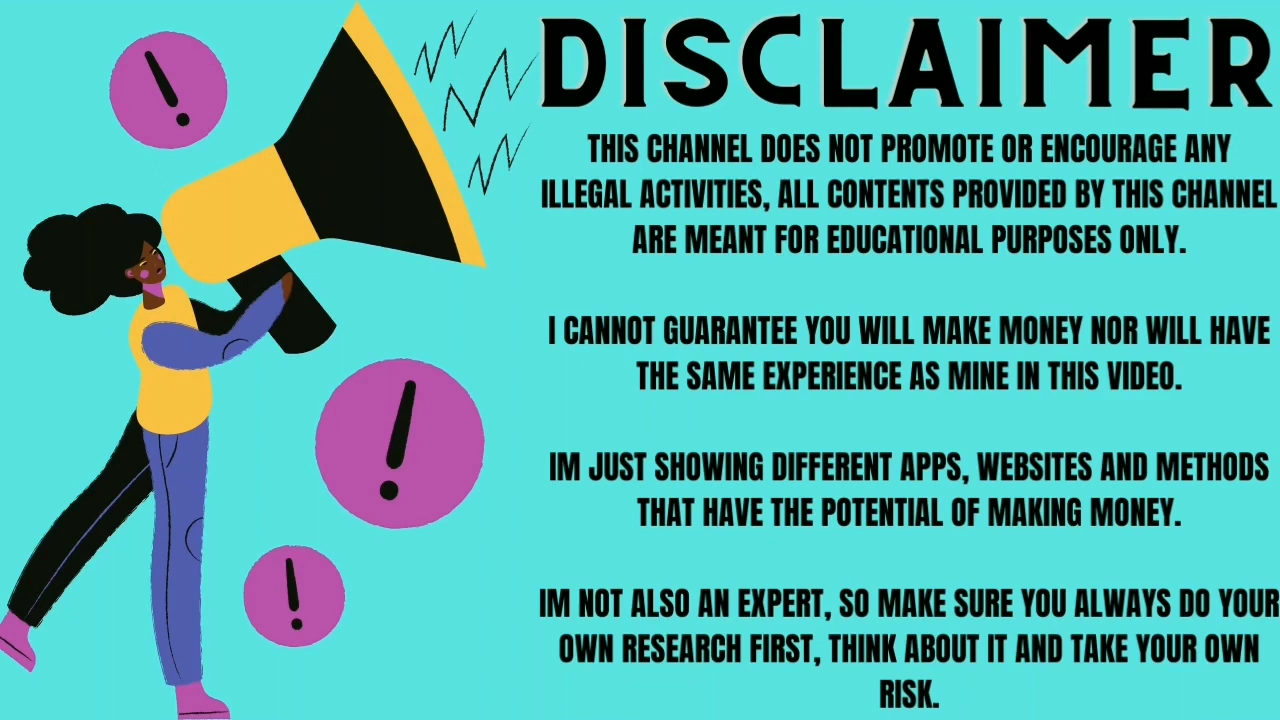 DISCLAIMER
THIS CHANNEL DOES NOT PROMOTE OR ENCOURAGE ANY
ILLEGAL ACTIVITIES, ALL CONTENTS PROVIDED BY THIS CHANNEL
ARE MEANT FOR EDUCATIONAL PURPOSES ONLY.
I CANNOT GUARANTEE YOU WILL MAKE MONEY NOR WILL HAVE
THE SAME EXPERIENCE AS MINE IN THIS VIDEO.
IM JUST SHOWING DIFFERENT APPS, WEBSITES AND METHODS
THAT HAVE THE POTENTIAL OF MAKING MONEY.
IM NOT ALSO AN EXPERT, SO MAKE SURE YOU ALWAYS DO YOUR
OWN RESEARCH FIRST, THINK ABOUT IT AND TAKE YOUR OWN
RISK.